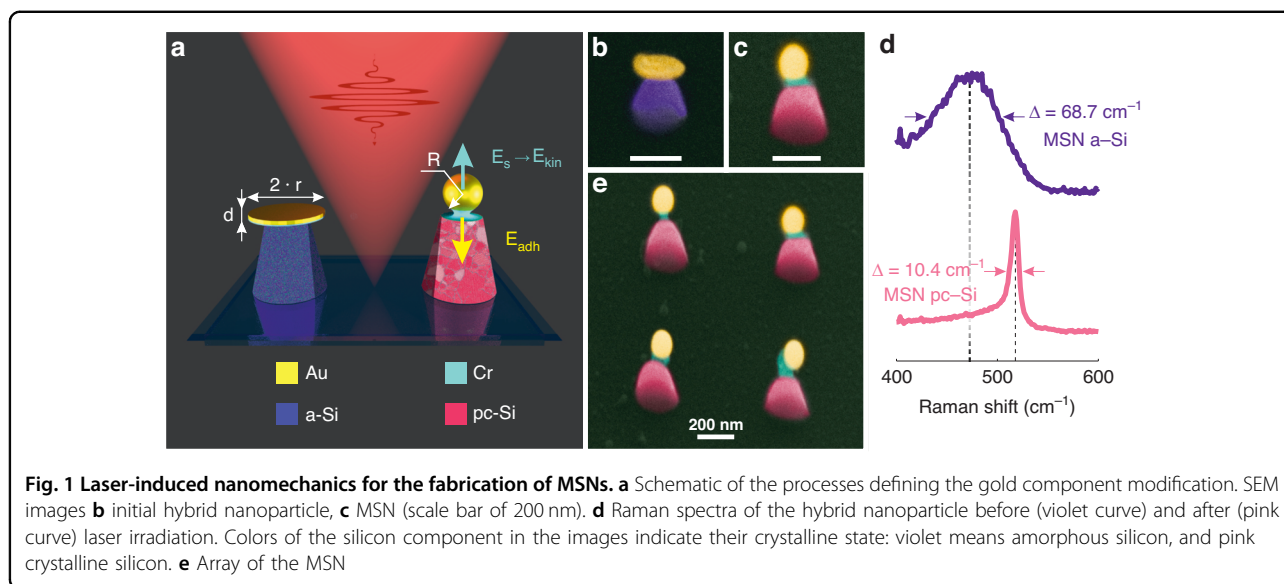 a
2 · r
d
R
E_s → E_kin
E_adh
Au
Cr
a-Si
pc-Si
b
c
e
200 nm
d
Δ = 68.7 cm⁻¹
MSN a–Si
Δ = 10.4 cm⁻¹
MSN pc–Si
400
500
600
Raman shift (cm⁻¹)
Fig. 1 Laser-induced nanomechanics for the fabrication of MSNs. a Schematic of the processes defining the gold component modification. SEM
images b initial hybrid nanoparticle, c MSN (scale bar of 200 nm). d Raman spectra of the hybrid nanoparticle before (violet curve) and after (pink
curve) laser irradiation. Colors of the silicon component in the images indicate their crystalline state: violet means amorphous silicon, and pink
crystalline silicon. e Array of the MSN